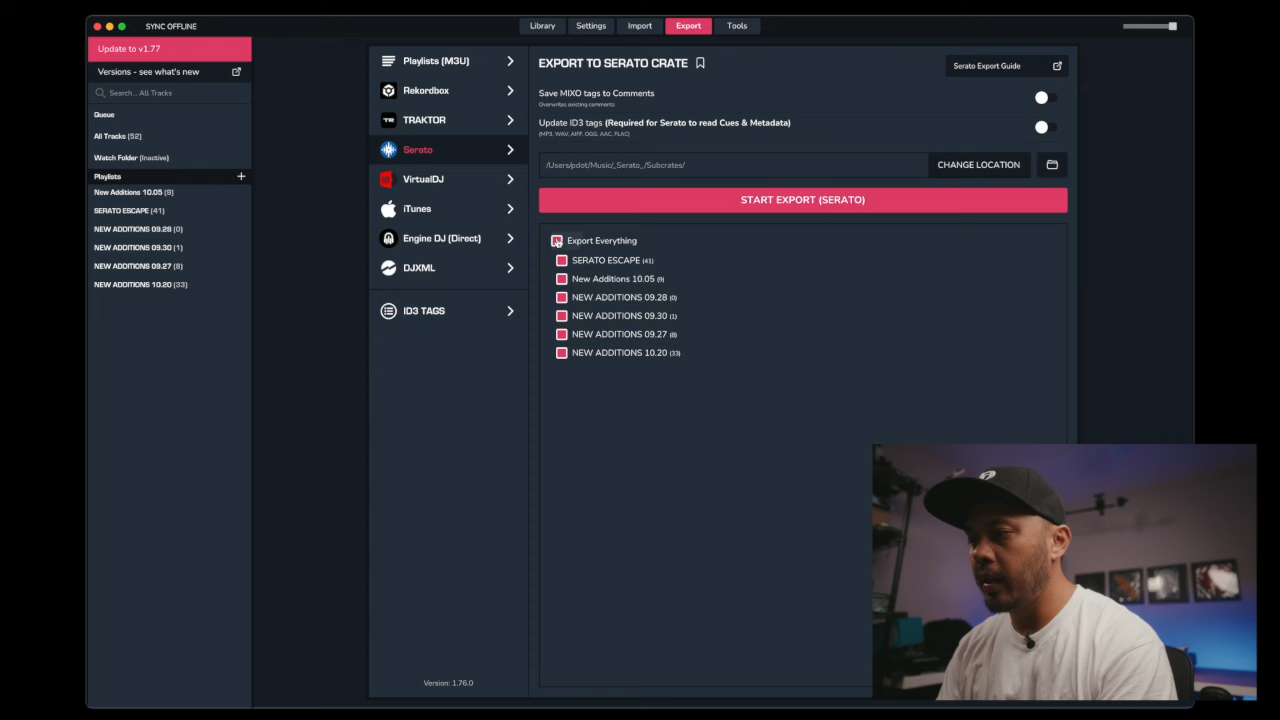 SYNC OFFLINE
Library
Settings
Import
Export
Tools
Update to v1.77
Versions - see what's new
Search... All Tracks
Queue
All Tracks (52)
Watch Folder (Inactive)
Playlists
+
New Additions 10.05 (9)
SERATO ESCAPE (41)
NEW ADDITIONS 09.28 (0)
NEW ADDITIONS 09.30 (1)
NEW ADDITIONS 09.27 (8)
NEW ADDITIONS 10.20 (33)
Playlists (M3U)
Rekordbox
TRAKTOR
Serato
VirtualDJ
iTunes
Engine DJ (Direct)
DJXML
ID3 TAGS
Version: 1.76.0
EXPORT TO SERATO CRATE
Serato Export Guide
Save MIXO tags to Comments
Overwrites existing comments
Update ID3 tags (Required for Serato to read Cues & Metadata)
(MP3, WAV, AIFF, OGG, AAC, FLAC)
/Users/pdot/Music/_Serato_/Subcrates/
CHANGE LOCATION
START EXPORT (SERATO)
Export Everything
SERATO ESCAPE (41)
New Additions 10.05 (9)
NEW ADDITIONS 09.28 (0)
NEW ADDITIONS 09.30 (1)
NEW ADDITIONS 09.27 (8)
NEW ADDITIONS 10.20 (33)